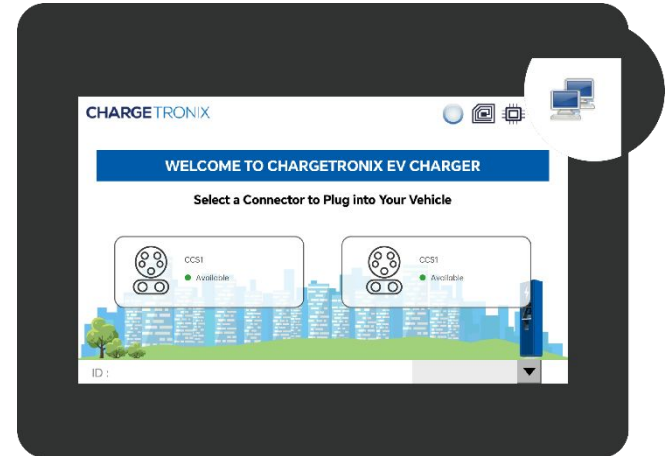 CHARGETRONIX
WELCOME TO CHARGETRONIX EV CHARGER
Select a Connector to Plug into Your Vehicle
CCS1
Available
CCS1
Available
ID :